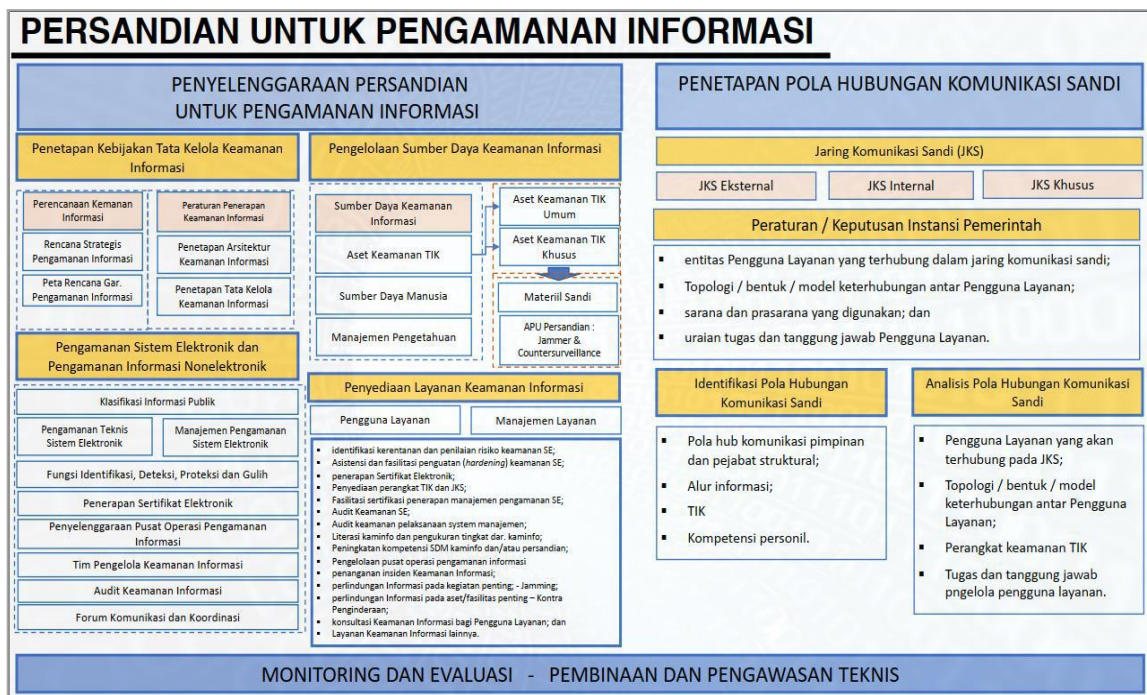 PERSANDIAN UNTUK PENGAMANAN INFORMASI
PENYELENGGARAAN PERSANDIAN
UNTUK PENGAMANAN INFORMASI
Penetapan Kebijakan Tata Kelola Keamanan
Informasi
Perencanaan Kemanan
Informasi
Rencana Strategis
Pengamanan Informasi
Peta Rencana Gar.
Pengamanan Informasi
Peraturan Penerapan
Keamanan Informasi
Penetapan Arsitektur
Keamanan Informasi
Penetapan Tata Kelola
Keamanan Informasi
Pengelolaan Sumber Daya Keamanan Informasi
Sumber Daya Keamanan
Informasi
Aset Keamanan TIK
Sumber Daya Manusia
Manajemen Pengetahuan
Aset Keamanan TIK
Umum
Aset Keamanan TIK
Khusus
Materiil Sandi
APU Persandian :
Jammer &
Countersurveillance
Pengamanan Sistem Elektronik dan
Pengamanan Informasi Nonelektronik
Klasifikasi Informasi Publik
Pengamanan Teknis
Sistem Elektronik
Manajemen Pengamanan
Sistem Elektronik
Fungsi Identifikasi, Deteksi, Proteksi dan Gulih
Penerapan Sertifikat Elektronik
Penyelenggaraan Pusat Operasi Pengamanan
Informasi
Tim Pengelola Keamanan Informasi
Audit Keamanan Informasi
Forum Komunikasi dan Koordinasi
Penyediaan Layanan Keamanan Informasi
Pengguna Layanan
Manajemen Layanan
▪ identifikasi kerentanan dan penilaian risiko keamanan SE;
▪ Asistensi dan fasilitasi penguatan (hardening) keamanan SE;
▪ penerapan Sertifikat Elektronik;
▪ Penyediaan perangkat TIK dan JKS;
▪ Fasilitasi sertifikasi penerapan manajemen pengamanan SE;
▪ Audit Keamanan SE;
▪ Audit keamanan pelaksanaan system manajemen;
▪ Literasi kaminfo dan pengukuran tingkat dar. kaminfo;
▪ Peningkatan kompetensi SDM kaminfo dan/atau persandian;
▪ Pengelolaan pusat operasi pengamanan informasi
▪ penanganan insiden Keamanan Informasi;
▪ perlindungan Informasi pada kegiatan penting; - Jamming;
▪ perlindungan Informasi pada aset/fasilitas penting – Kontra
Penginderaan;
▪ konsultasi Keamanan Informasi bagi Pengguna Layanan; dan
▪ Layanan Keamanan Informasi lainnya.
PENETAPAN POLA HUBUNGAN KOMUNIKASI SANDI
Jaring Komunikasi Sandi (JKS)
JKS Eksternal
JKS Internal
JKS Khusus
Peraturan / Keputusan Instansi Pemerintah
▪ entitas Pengguna Layanan yang terhubung dalam jaring komunikasi sandi;
▪ Topologi / bentuk / model keterhubungan antar Pengguna Layanan;
▪ sarana dan prasarana yang digunakan; dan
▪ uraian tugas dan tanggung jawab Pengguna Layanan.
Identifikasi Pola Hubungan
Komunikasi Sandi
▪ Pola hub komunikasi pimpinan
dan pejabat struktural;
▪ Alur informasi;
▪ TIK
▪ Kompetensi personil.
Analisis Pola Hubungan Komunikasi
Sandi
▪ Pengguna Layanan yang akan
terhubung pada JKS;
▪ Topologi / bentuk / model
keterhubungan antar Pengguna
Layanan;
▪ Perangkat keamanan TIK
▪ Tugas dan tanggung jawab
pngelola pengguna layanan.
MONITORING DAN EVALUASI - PEMBINAAN DAN PENGAWASAN TEKNIS